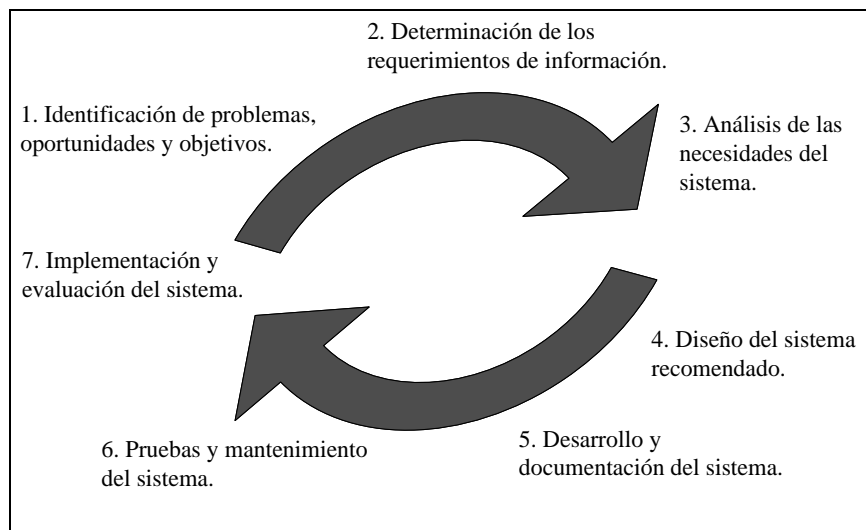 1. Identificación de problemas,
oportunidades y objetivos.
2. Determinación de los
requerimientos de información.
3. Análisis de las
necesidades del
sistema.
4. Diseño del sistema
recomendado.
5. Desarrollo y
documentación del sistema.
6. Pruebas y mantenimiento
del sistema.
7. Implementación y
evaluación del sistema.